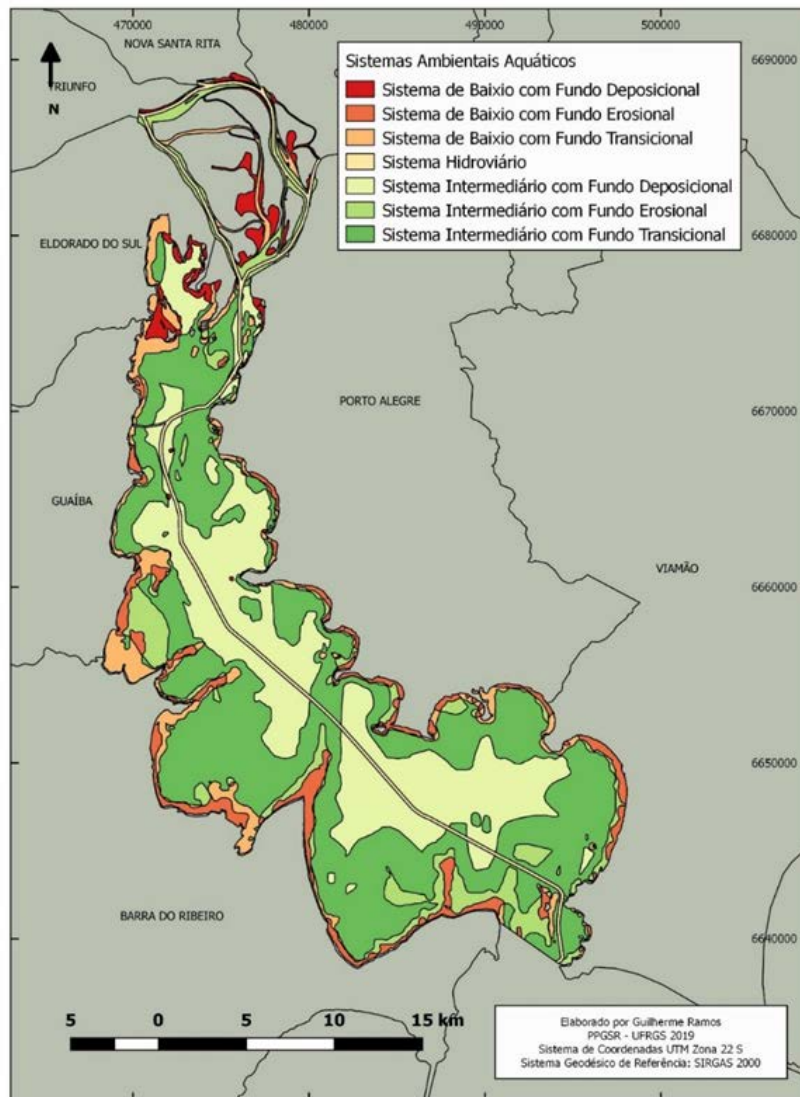 470000
480000
490000
500000
NOVA SANTA RITA
6690000
TRIUNFO
N
Sistemas Ambientais Aquáticos
Sistema de Baixio com Fundo Deposicional
Sistema de Baixio com Fundo Erosional
Sistema de Baixio com Fundo Transicional
Sistema Hidroviário
Sistema Intermediário com Fundo Deposicional
Sistema Intermediário com Fundo Erosional
Sistema Intermediário com Fundo Transicional
ELDORADO DO SUL
6680000
PORTO ALEGRE
6670000
GUAÍBA
VIAMÃO
6660000
6650000
BARRA DO RIBEIRO
6640000
5 0 5 10 15 km
Elaborado por Guilherme Ramos
PPGSR - UFRGS 2019
Sistema de Coordenadas UTM Zona 22 S
Sistema Geodésico de Referência: SIRGAS 2000